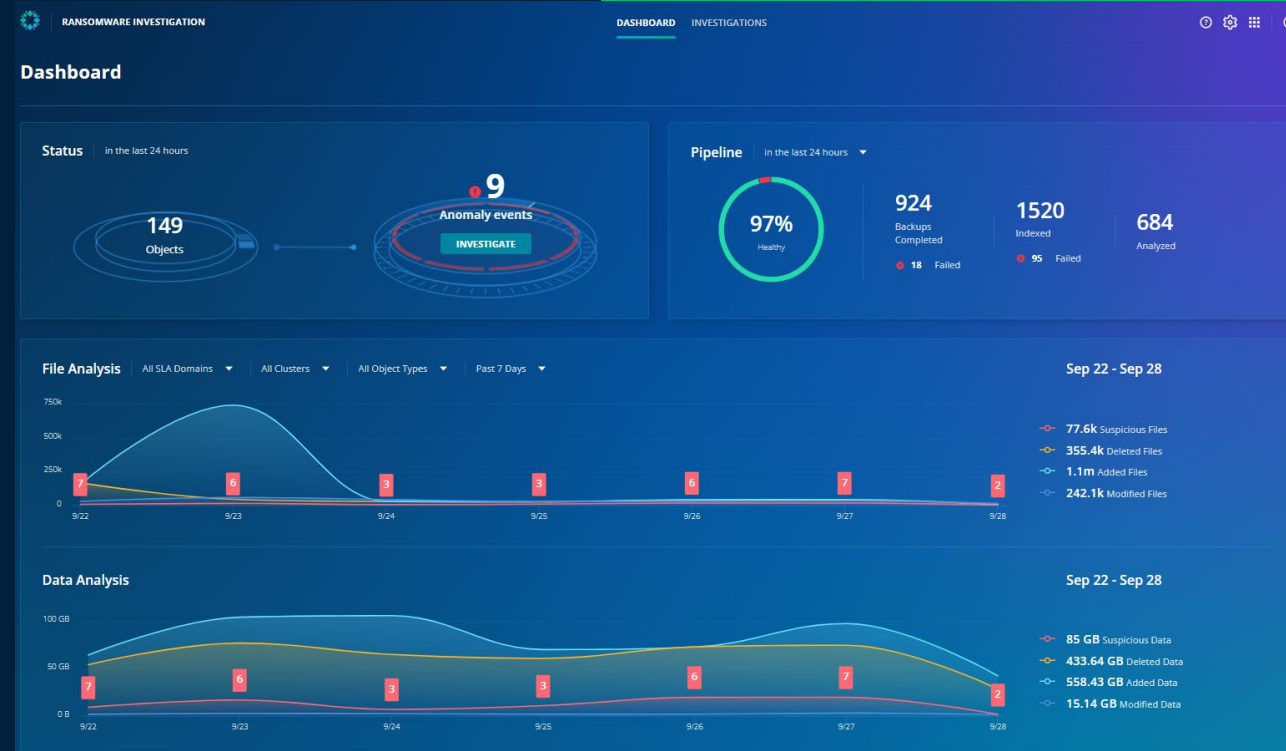 RANSOMWARE INVESTIGATION
DASHBOARD INVESTIGATIONS
Dashboard
Status in the last 24 hours
149
Objects
9
Anomaly events
INVESTIGATE
Pipeline in the last 24 hours
97%
Healthy
924
Backups
Completed
18 Failed
1520
Indexed
95 Failed
684
Analyzed
File Analysis All SLA Domains All Clusters All Object Types Past 7 Days
Sep 22 - Sep 28
750k
500k
250k
0
7 6 3 3 6 7 2
9/22 9/23 9/24 9/25 9/26 9/27 9/28
77.6k Suspicious Files
355.4k Deleted Files
1.1m Added Files
242.1k Modified Files
Data Analysis
Sep 22 - Sep 28
100 GB
50 GB
0 B
7 6 3 3 6 7 2
9/22 9/23 9/24 9/25 9/26 9/27 9/28
85 GB Suspicious Data
433.64 GB Deleted Data
558.43 GB Added Data
15.14 GB Modified Data